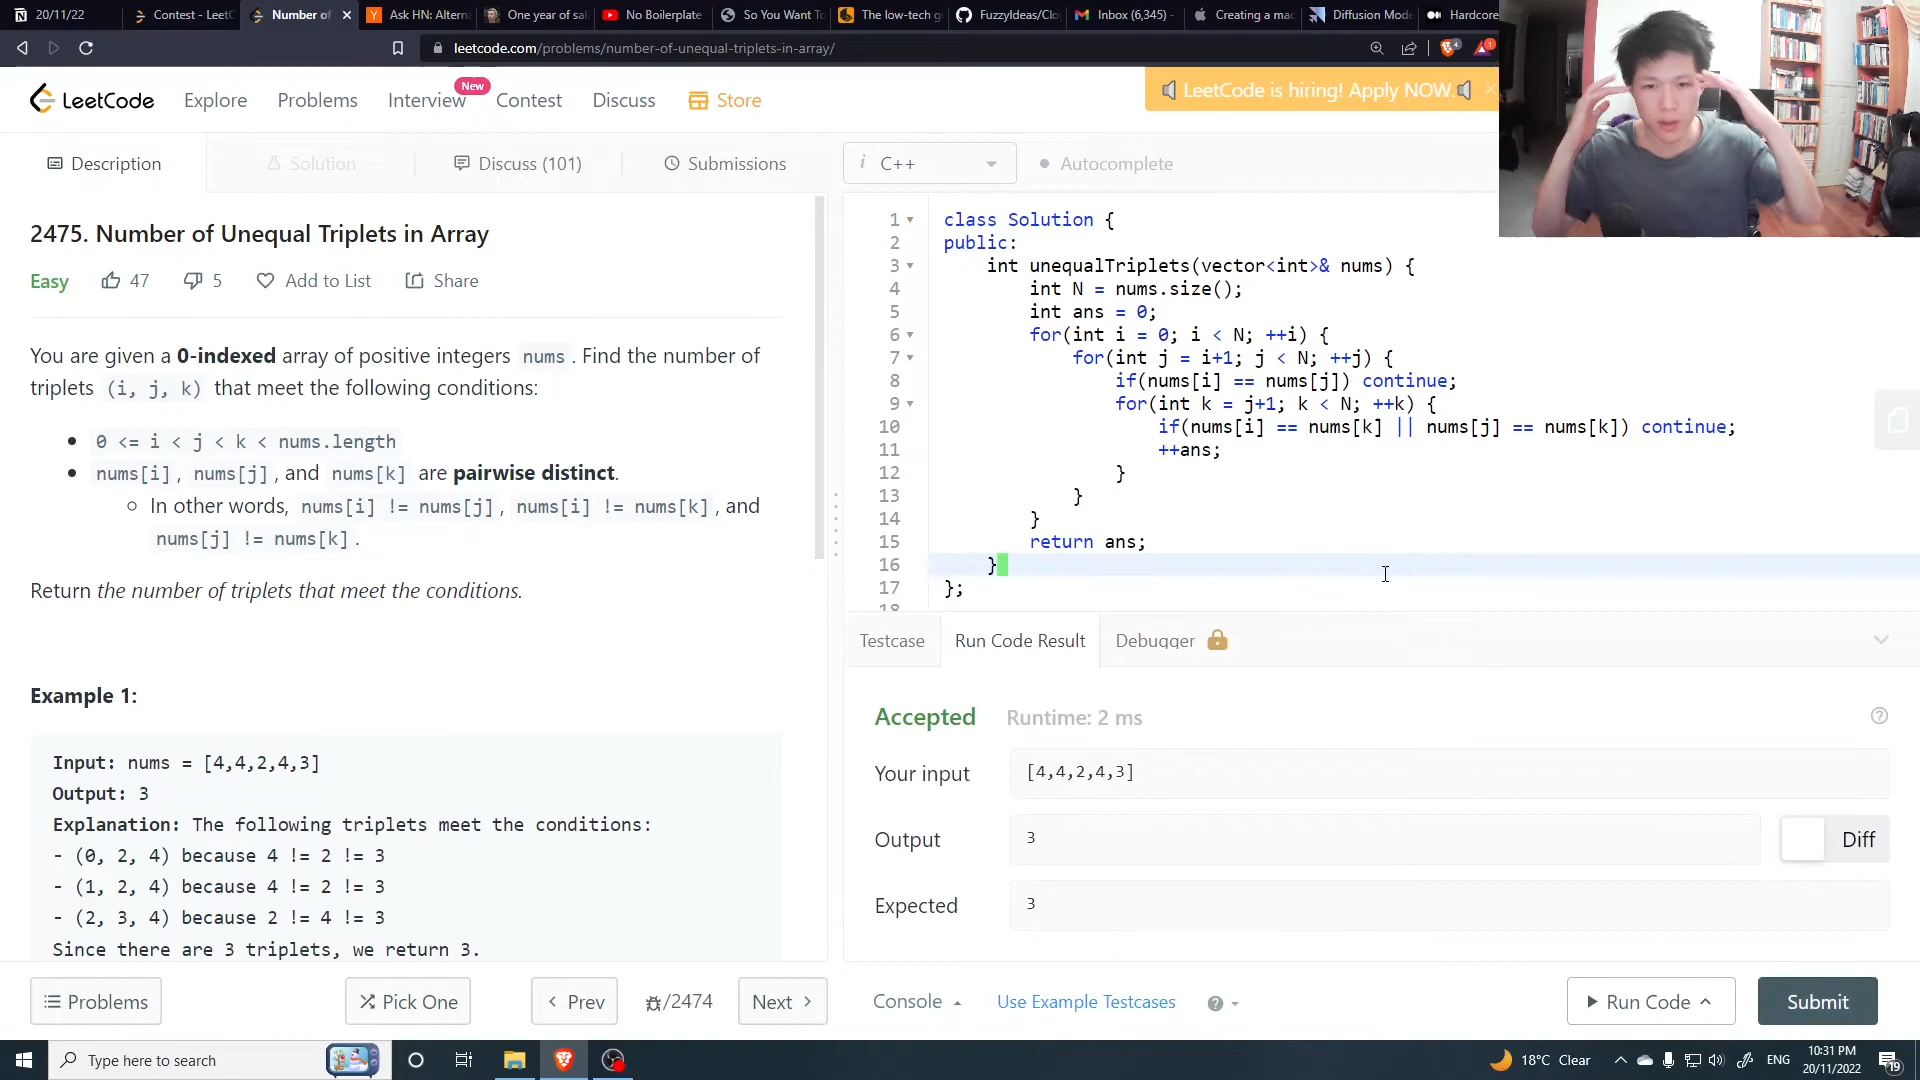 20/11/22
Contest - LeetC
Number of
Ask HN: Altern
One year of sal
No Boilerplate
So You Want To
The low-tech g
FuzzyIdeas/Clo
Inbox (6,345) -
Creating a mac
Diffusion Mode
Hardcore
leetcode.com/problems/number-of-unequal-triplets-in-array/
4
1
LeetCode
Explore
Problems
Interview
New
Contest
Discuss
Store
LeetCode is hiring! Apply NOW.
Description
Solution
Discuss (101)
Submissions
i C++
Autocomplete
2475. Number of Unequal Triplets in Array
Easy
47
5
Add to List
Share
You are given a 0-indexed array of positive integers nums. Find the number of
triplets (i, j, k) that meet the following conditions:
0 <= i < j < k < nums.length
nums[i], nums[j], and nums[k] are pairwise distinct.
In other words, nums[i] != nums[j], nums[i] != nums[k], and
nums[j] != nums[k].
Return the number of triplets that meet the conditions.
Example 1:
Input: nums = [4,4,2,4,3]
Output: 3
Explanation: The following triplets meet the conditions:
- (0, 2, 4) because 4 != 2 != 3
- (1, 2, 4) because 4 != 2 != 3
- (2, 3, 4) because 2 != 4 != 3
Since there are 3 triplets, we return 3.
1 class Solution {
2 public:
3 int unequalTriplets(vector<int>& nums) {
4 int N = nums.size();
5 int ans = 0;
6 for(int i = 0; i < N; ++i) {
7 for(int j = i+1; j < N; ++j) {
8 if(nums[i] == nums[j]) continue;
9 for(int k = j+1; k < N; ++k) {
10 if(nums[i] == nums[k] || nums[j] == nums[k]) continue;
11 ++ans;
12 }
13 }
14 }
15 return ans;
16 }
17 };
18
Testcase
Run Code Result
Debugger
Accepted
Runtime: 2 ms
Your input
[4,4,2,4,3]
Output
3
Diff
Expected
3
Problems
Pick One
Prev
/2474
Next
Console
Use Example Testcases
Run Code
Submit
Type here to search
18°C Clear
ENG
10:31 PM
20/11/2022
19